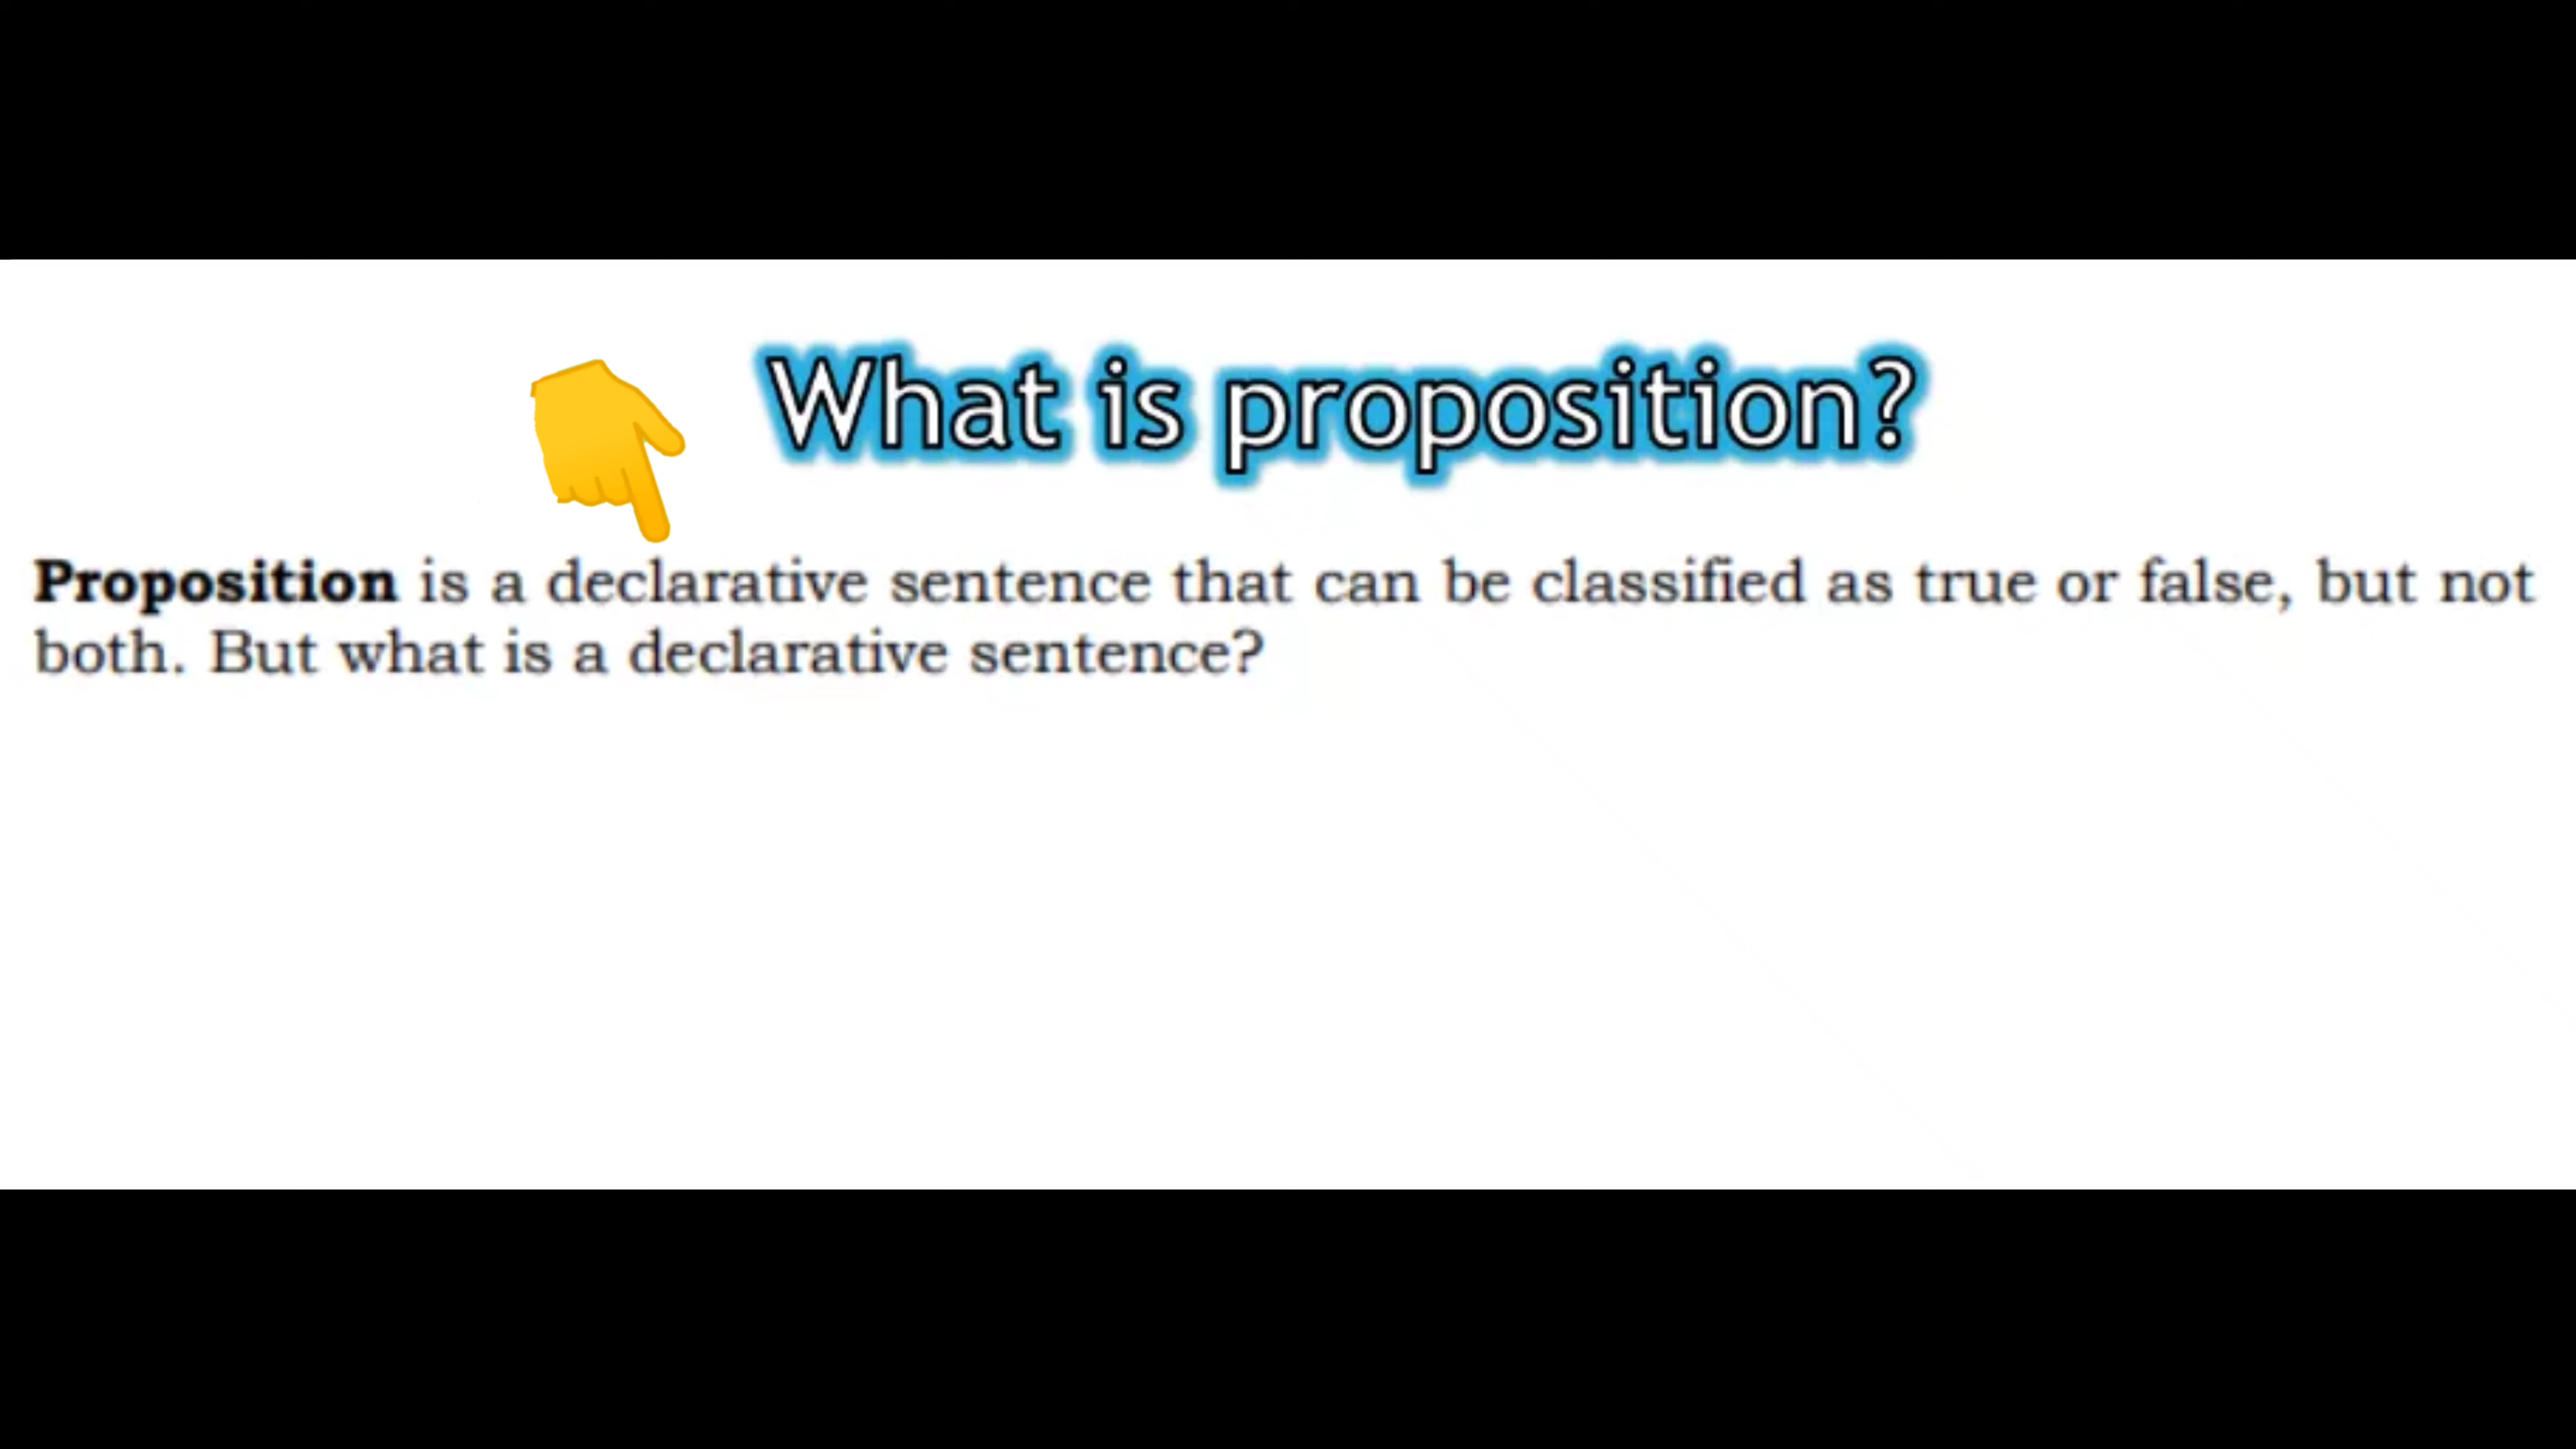 What is proposition?
Proposition is a declarative sentence that can be classified as true or false, but not
both. But what is a declarative sentence?